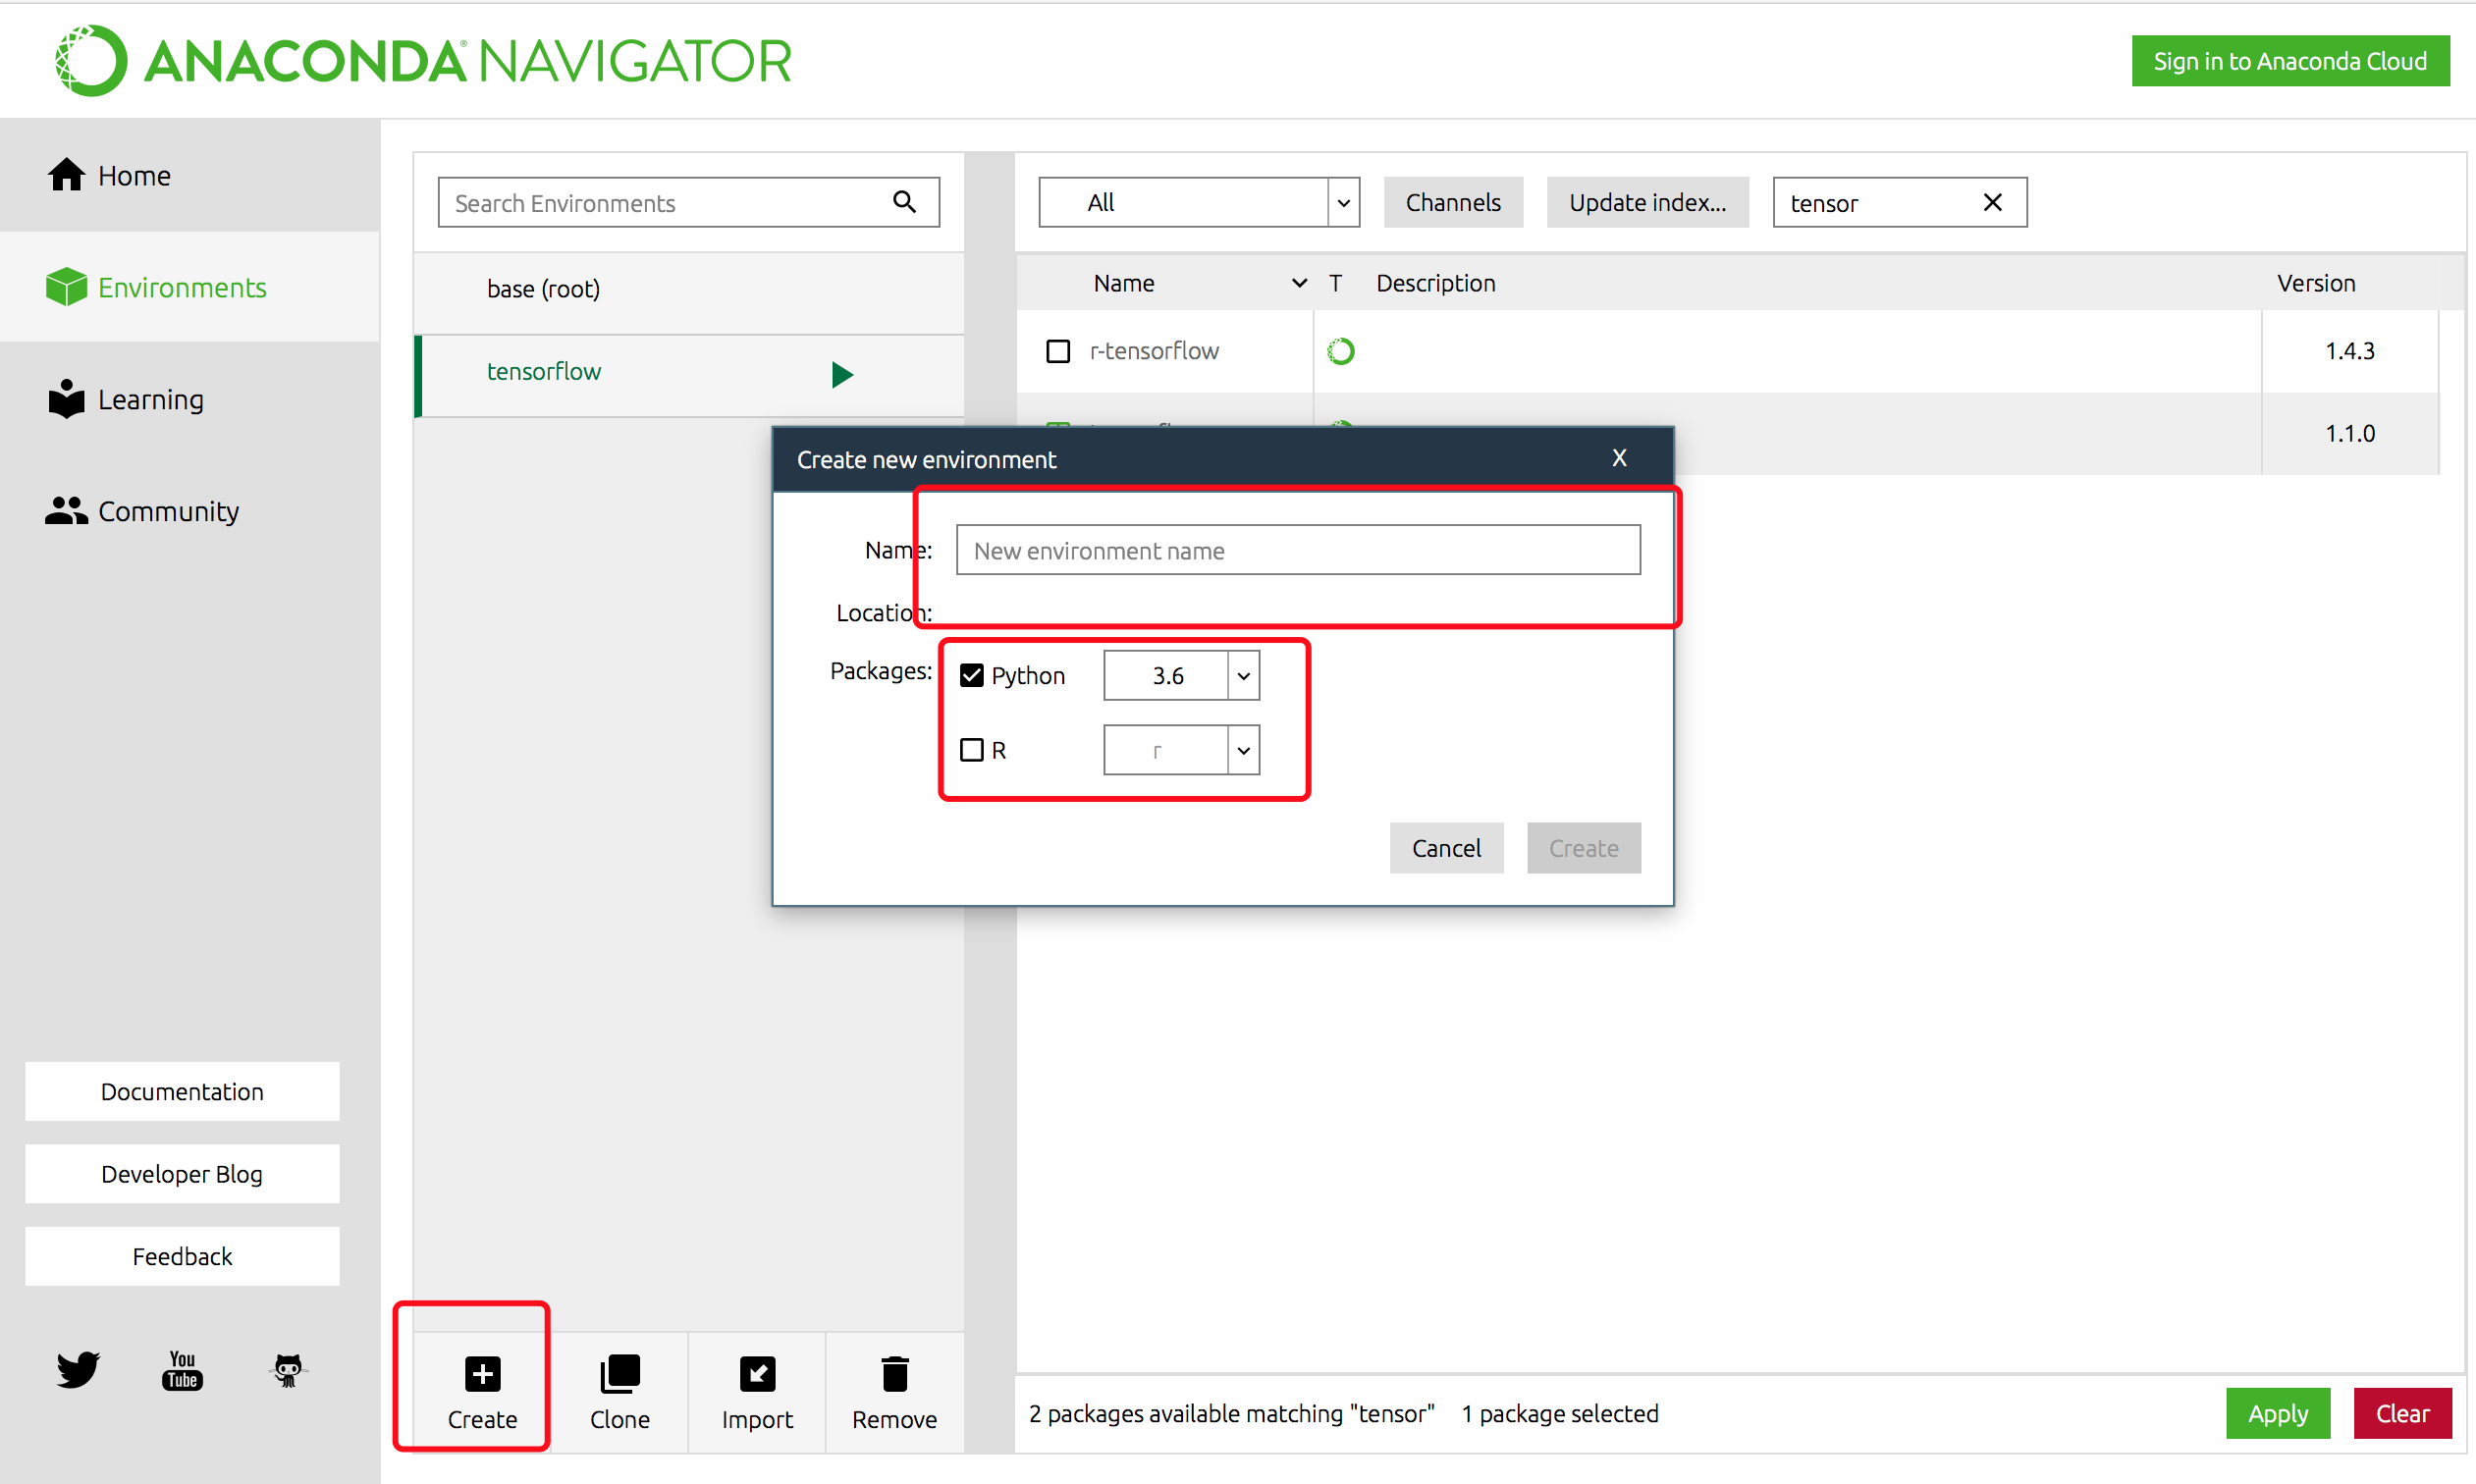 ANACONDA® NAVIGATOR
Sign in to Anaconda Cloud
Home
Environments
Learning
Community
Documentation
Developer Blog
Feedback
You
Tube
Search Environments
base (root)
tensorflow
Create
Clone
Import
Remove
All
Channels
Update index...
tensor
Name
T
Description
Version
r-tensorflow
1.4.3
1.1.0
Create new environment
X
Name:
New environment name
Location:
Packages:
Python
3.6
R
r
Cancel
Create
2 packages available matching "tensor"
1 package selected
Apply
Clear